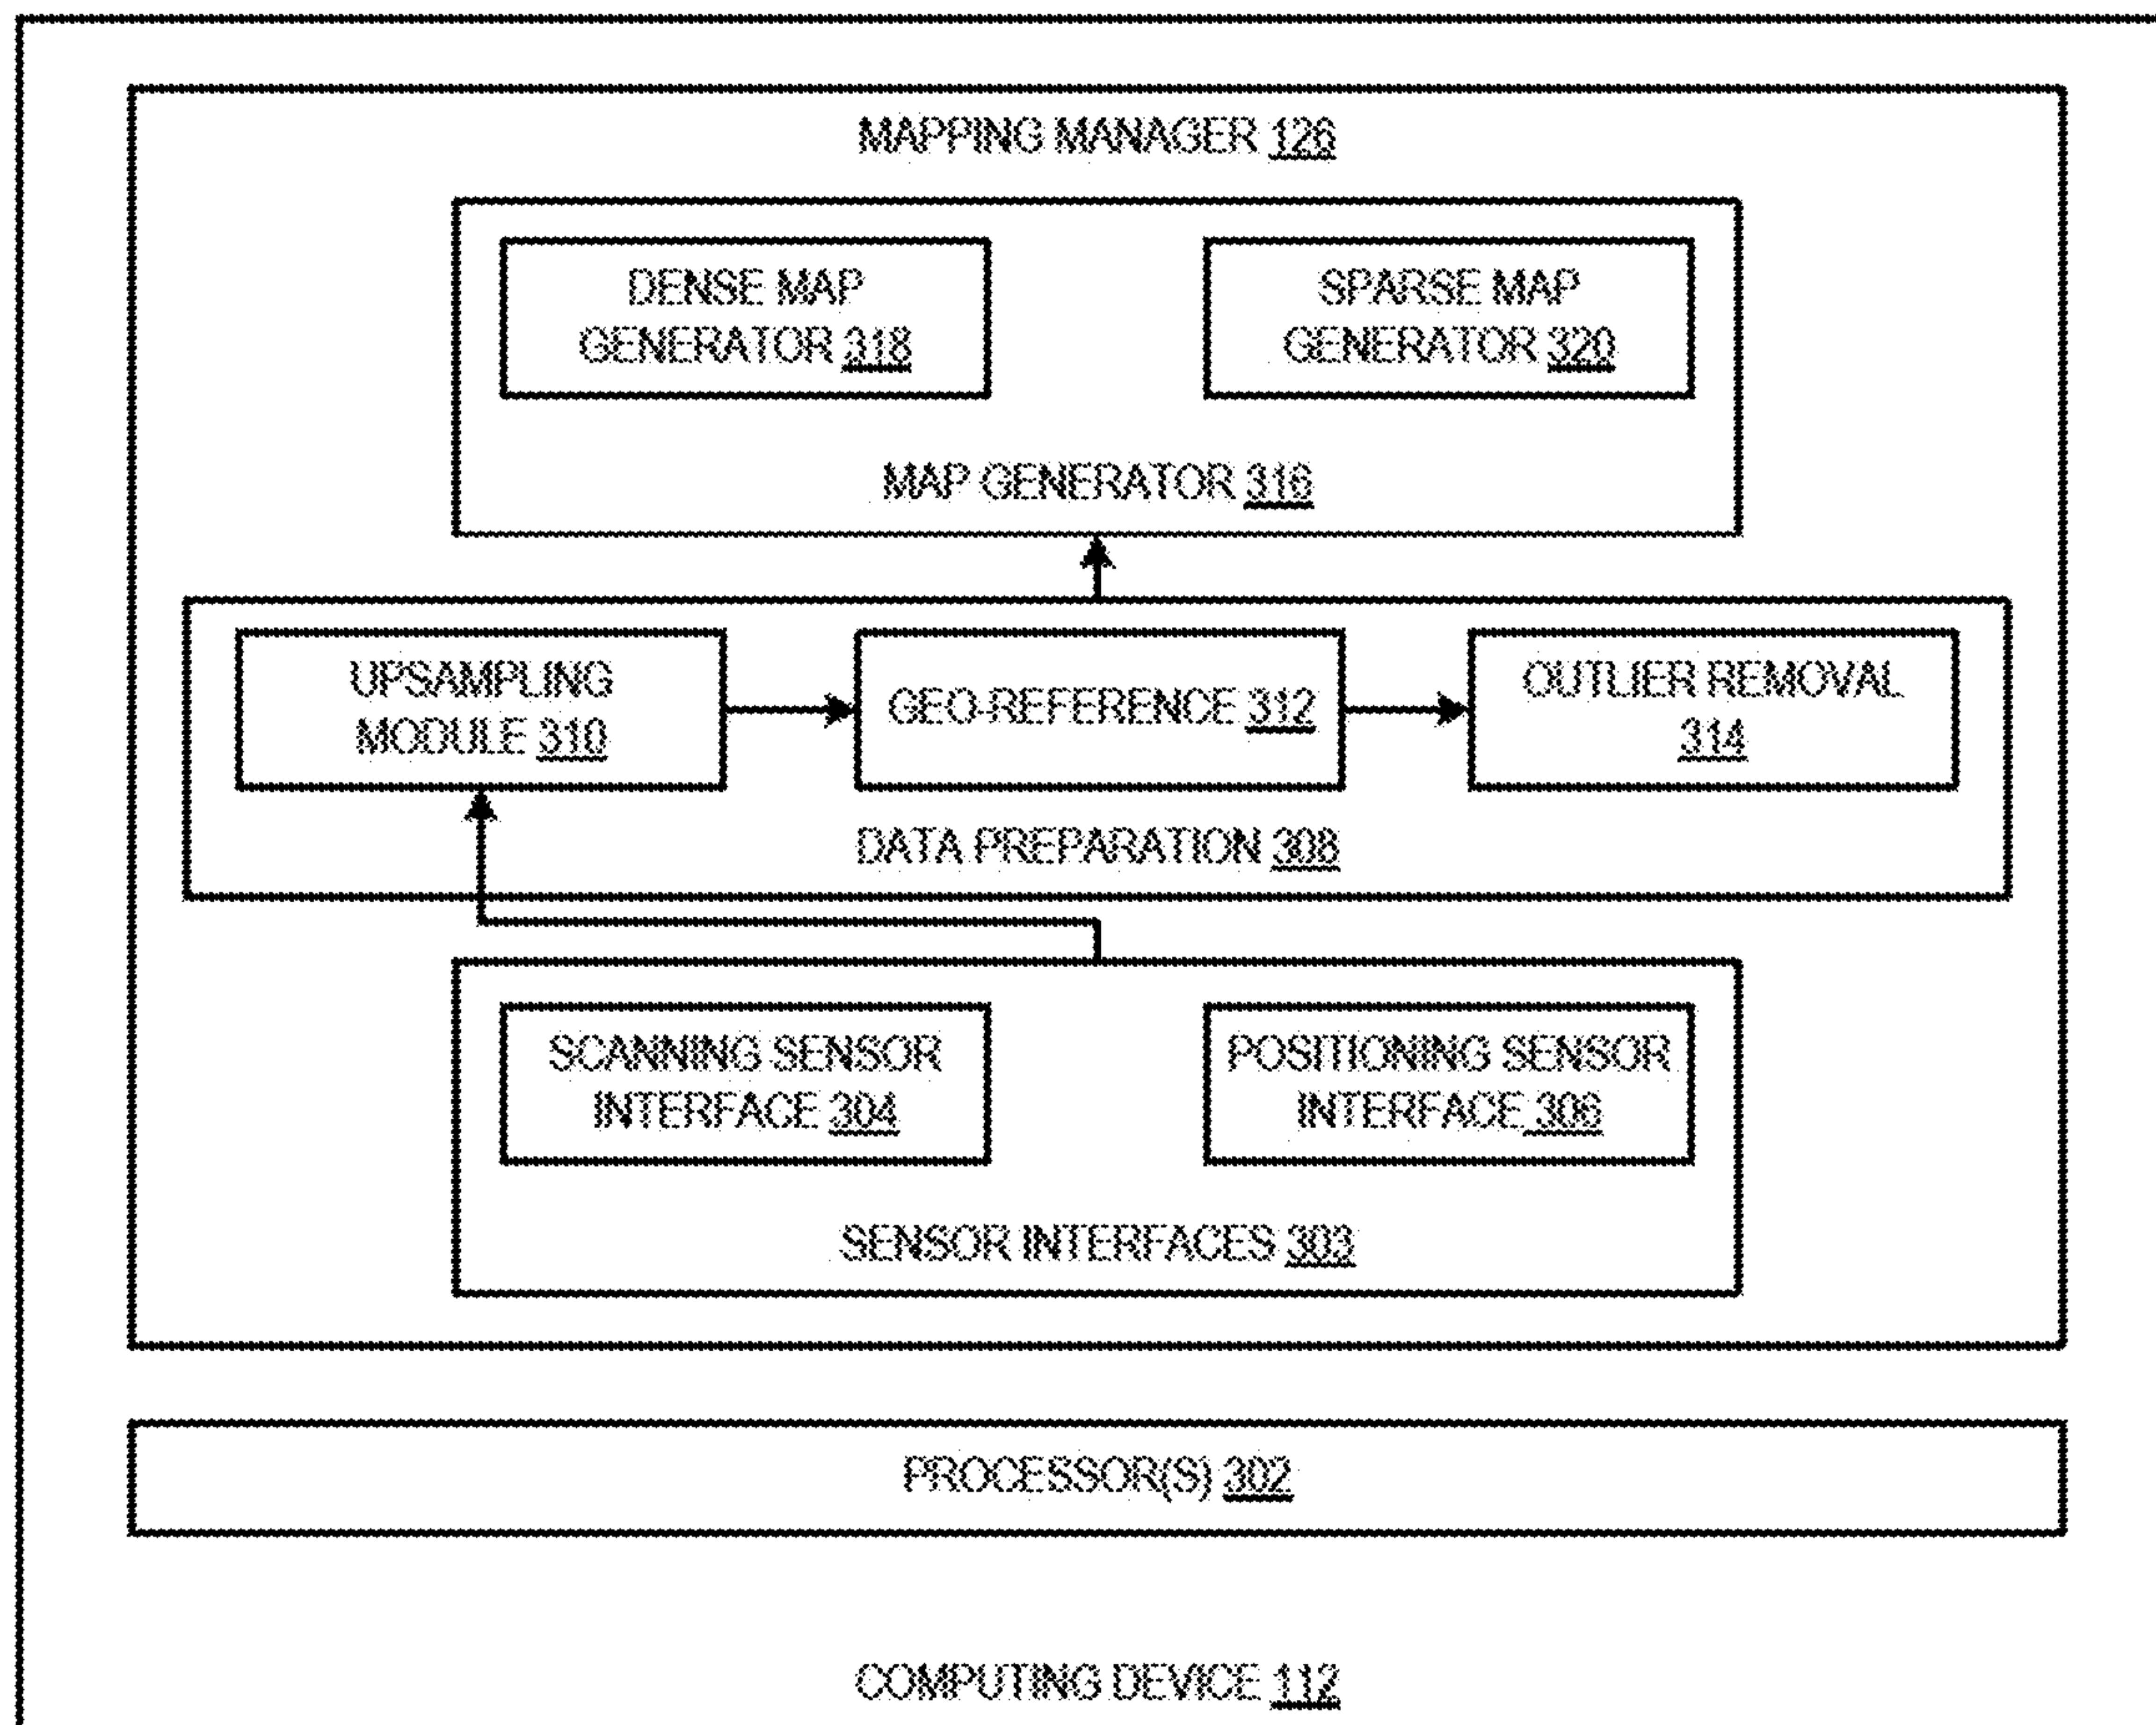 MAPPING MANAGER 126
DENSE MAP
GENERATOR 318
SPARSE MAP
GENERATOR 320
MAP GENERATOR 316
UPSAMPLING
MODULE 310
GEO-REFERENCE 312
OUTLIER REMOVAL
314
DATA PREPARATION 308
SCANNING SENSOR
INTERFACE 304
POSITIONING SENSOR
INTERFACE 306
SENSOR INTERFACES 303
PROCESSOR(S) 302
COMPUTING DEVICE 112